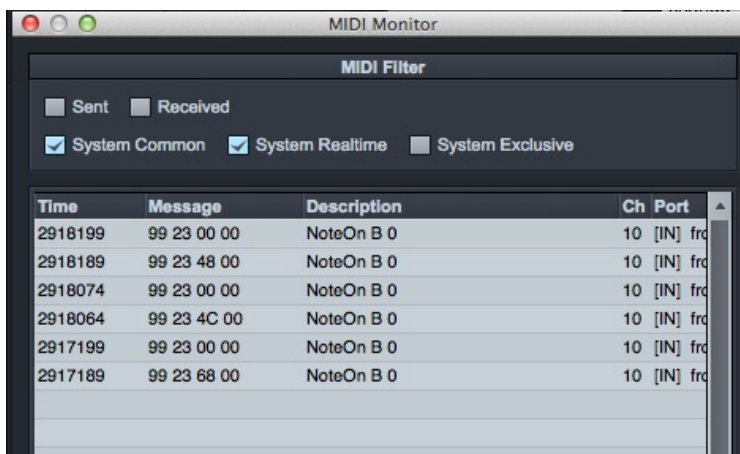 MIDI Monitor
MIDI Filter
Sent Received
System Common System Realtime System Exclusive
Time Message Description Ch Port
2918199 99 23 00 00 NoteOn B 0 10 [IN]
2918189 99 23 48 00 NoteOn B 0 10 [IN]
2918074 99 23 00 00 NoteOn B 0 10 [IN]
2918064 99 23 4C 00 NoteOn B 0 10 [IN]
2917199 99 23 00 00 NoteOn B 0 10 [IN]
2917189 99 23 68 00 NoteOn B 0 10 [IN]